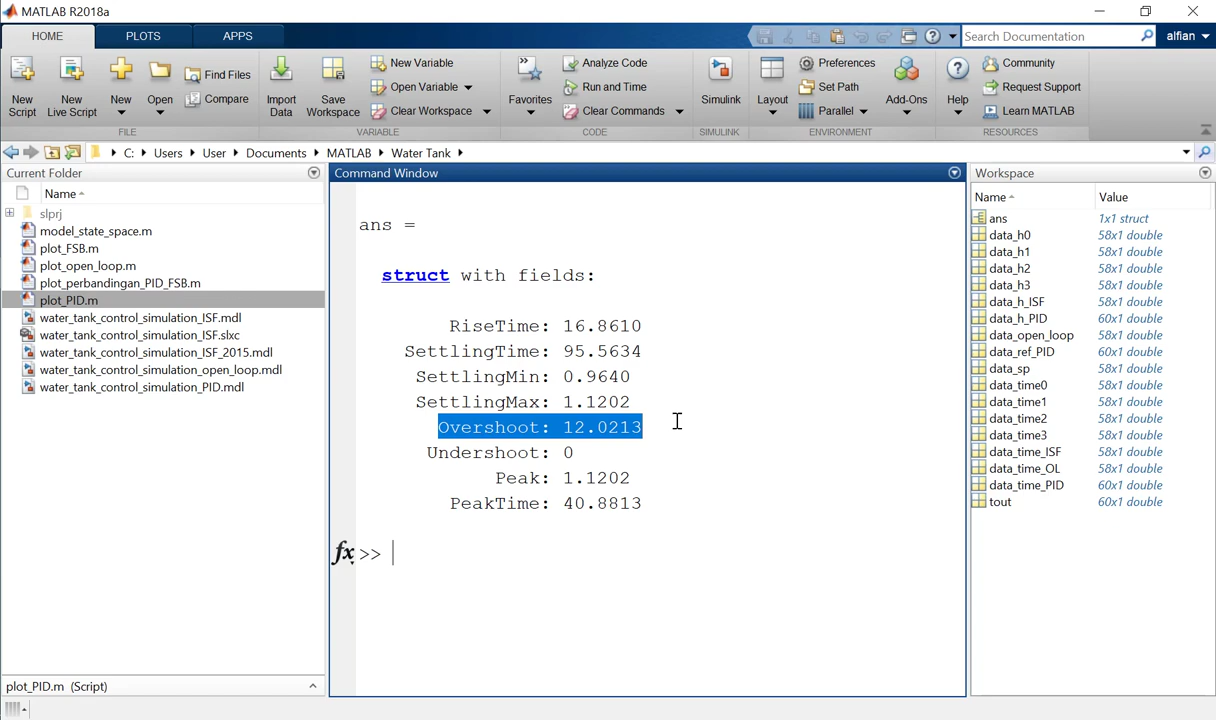 MATLAB R2018a
HOME PLOTS APPS
Search Documentation
alfian
New Script
New Live Script
New
Open
Find Files
Compare
Import Data
Save Workspace
New Variable
Open Variable
Clear Workspace
Favorites
Analyze Code
Run and Time
Clear Commands
Simulink
Layout
Preferences
Set Path
Parallel
Add-Ons
Help
Community
Request Support
Learn MATLAB
FILE VARIABLE CODE SIMULINK ENVIRONMENT RESOURCES
C: Users User Documents MATLAB Water Tank
Current Folder
Name
slprj
model_state_space.m
plot_FSB.m
plot_open_loop.m
plot_perbandingan_PID_FSB.m
plot_PID.m
water_tank_control_simulation_ISF.mdl
water_tank_control_simulation_ISF.slxc
water_tank_control_simulation_ISF_2015.mdl
water_tank_control_simulation_open_loop.mdl
water_tank_control_simulation_PID.mdl
plot_PID.m (Script)
Command Window
ans =
struct with fields:
RiseTime: 16.8610
SettlingTime: 95.5634
SettlingMin: 0.9640
SettlingMax: 1.1202
Overshoot: 12.0213
Undershoot: 0
Peak: 1.1202
PeakTime: 40.8813
fx >>
Workspace
Name Value
ans 1x1 struct
data_h0 58x1 double
data_h1 58x1 double
data_h2 58x1 double
data_h3 58x1 double
data_h_ISF 58x1 double
data_h_PID 60x1 double
data_open_loop 58x1 double
data_ref_PID 60x1 double
data_sp 58x1 double
data_time0 58x1 double
data_time1 58x1 double
data_time2 58x1 double
data_time3 58x1 double
data_time_ISF 58x1 double
data_time_OL 58x1 double
data_time_PID 60x1 double
tout 60x1 double